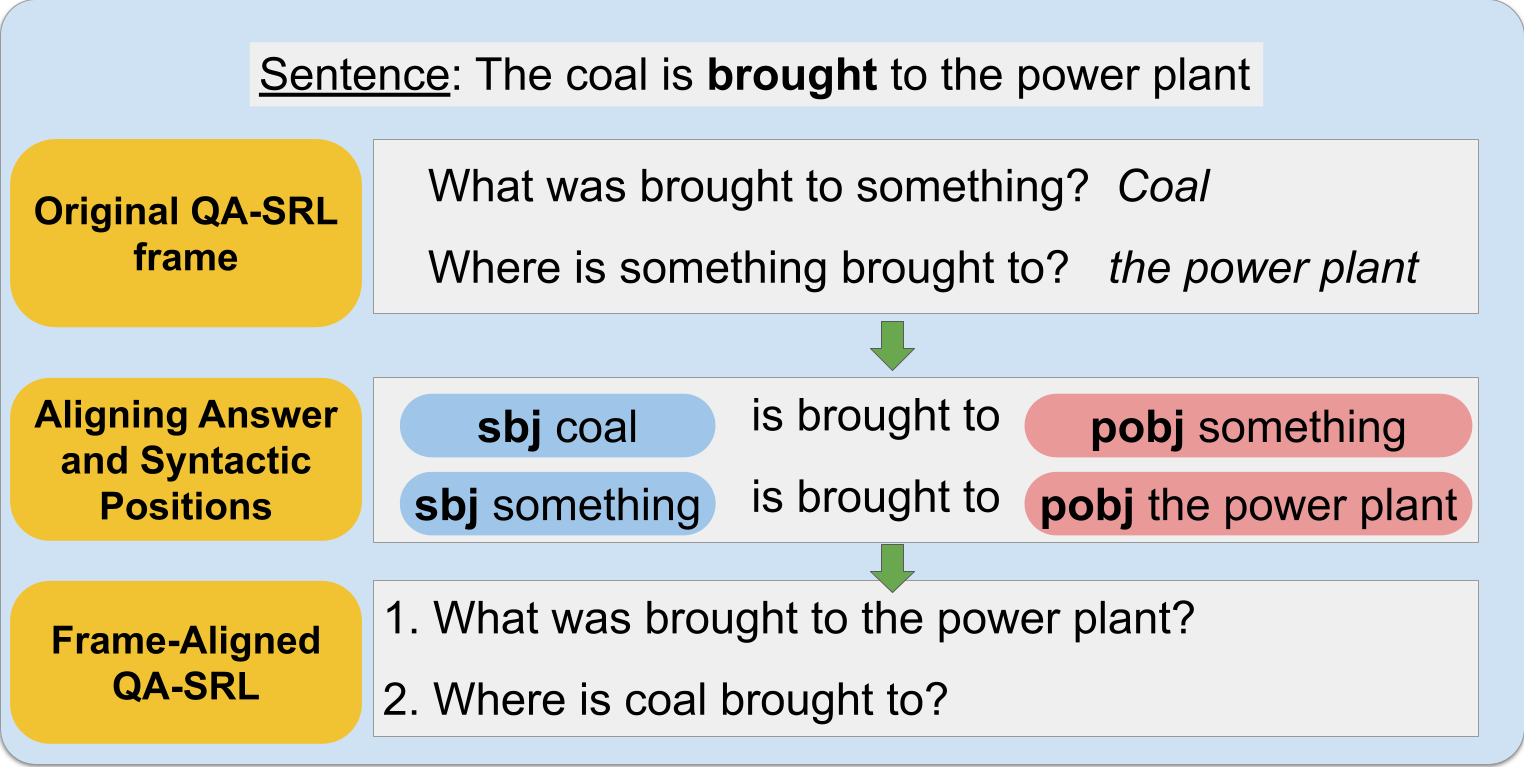 Sentence: The coal is brought to the power plant
Original QA-SRL
frame
What was brought to something? Coal
Where is something brought to? the power plant
Aligning Answer
and Syntactic
Positions
sbj coal is brought to pobj something
sbj something is brought to pobj the power plant
Frame-Aligned
QA-SRL
1. What was brought to the power plant?
2. Where is coal brought to?